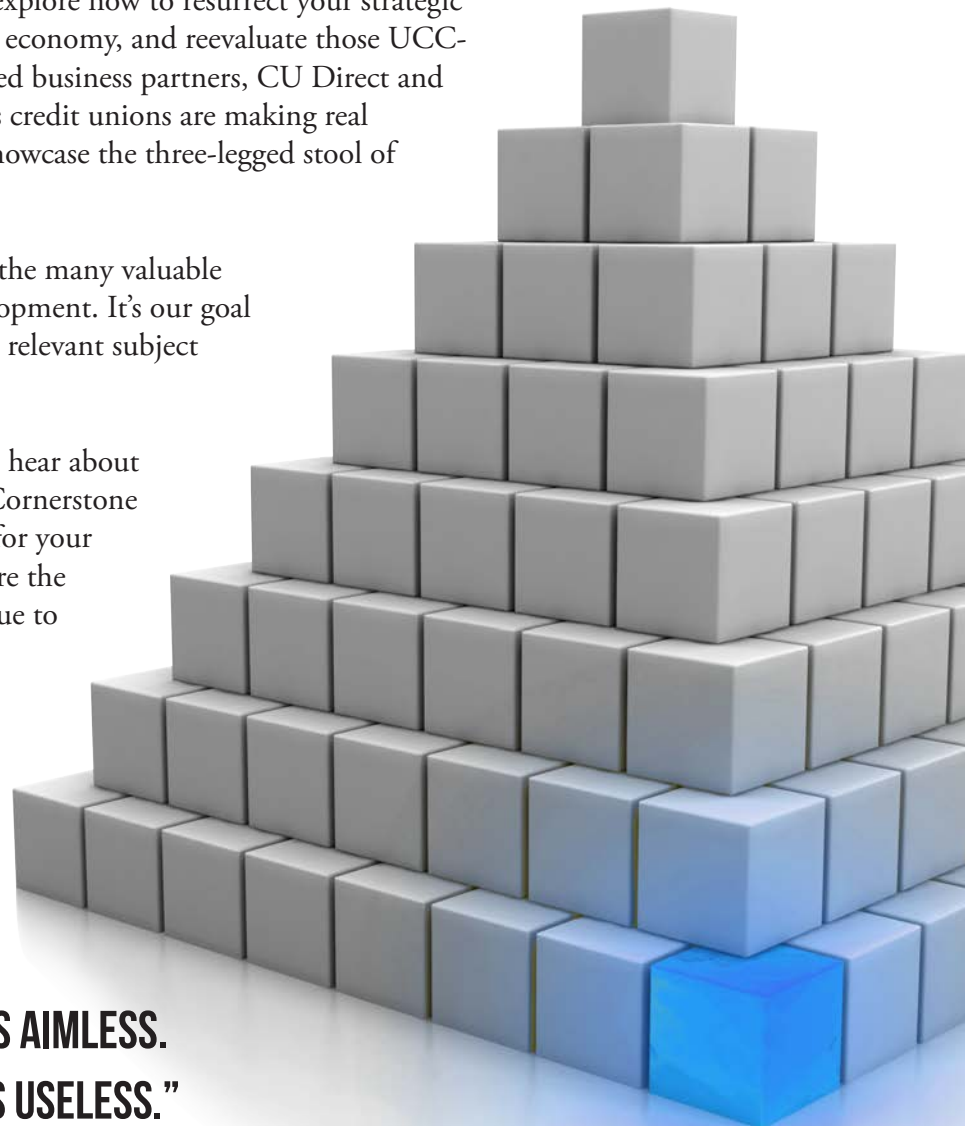 explore how to resurrect your strategic
economy, and reevaluate those UCC-
ed business partners, CU Direct and
s credit unions are making real
howcase the three-legged stool of
the many valuable
opment. It’s our goal
relevant subject
hear about
Cornerstone
for your
re the
ue to
S AIMLESS.
S USELESS.”